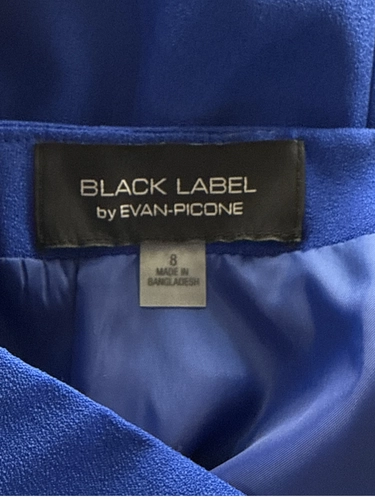 BLACK LABEL
by EVAN-PICONE
8
MADE IN
BANGLADESH